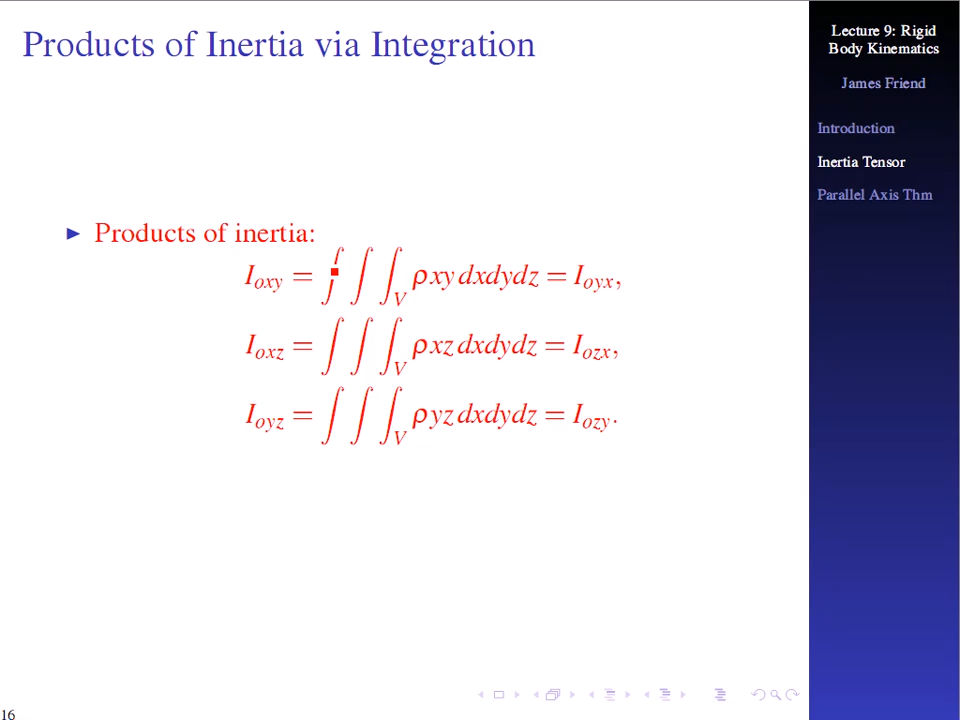 Products of Inertia via Integration
▶ Products of inertia:
I_{oxy} = ∫ ∫ ∫_V ρxy dxdydz = I_{oyx},
I_{oxz} = ∫ ∫ ∫_V ρxz dxdydz = I_{ozx},
I_{oyz} = ∫ ∫ ∫_V ρyz dxdydz = I_{ozy}.
16
Lecture 9: Rigid
Body Kinematics
James Friend
Introduction
Inertia Tensor
Parallel Axis Thm